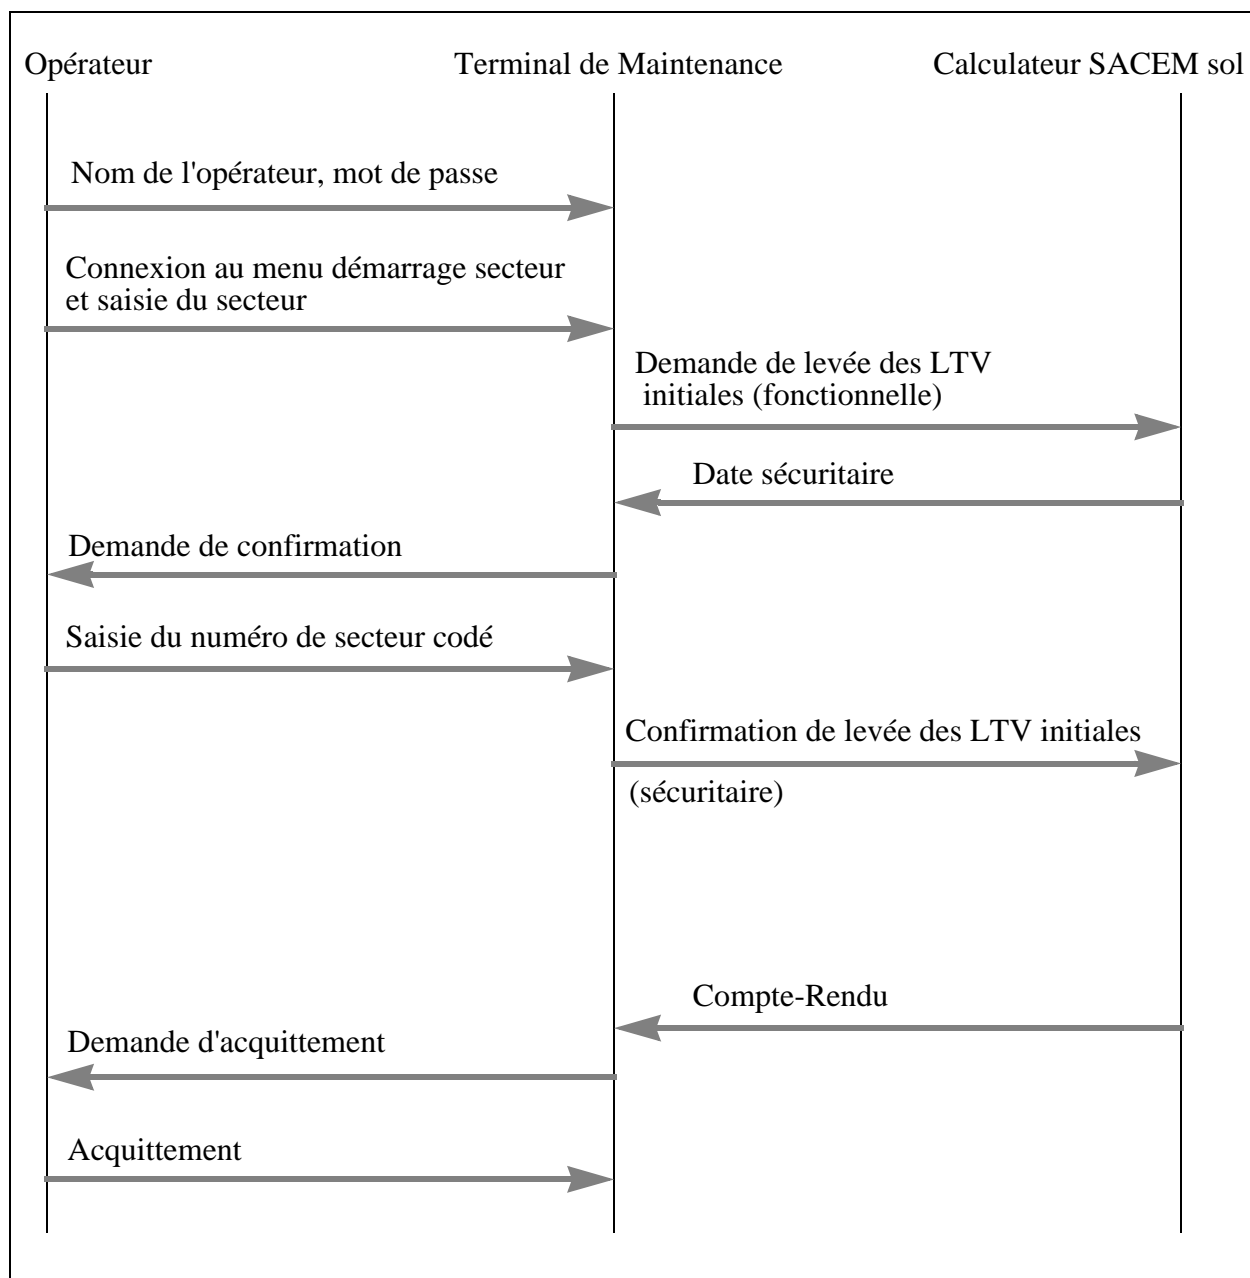 Opérateur
Terminal de Maintenance
Calculateur SACEM sol
Nom de l'opérateur, mot de passe
Connexion au menu démarrage secteur
et saisie du secteur
Demande de levée des LTV
initiales (fonctionnelle)
Date sécuritaire
Demande de confirmation
Saisie du numéro de secteur codé
Confirmation de levée des LTV initiales
(sécuritaire)
Compte-Rendu
Demande d'acquittement
Acquittement